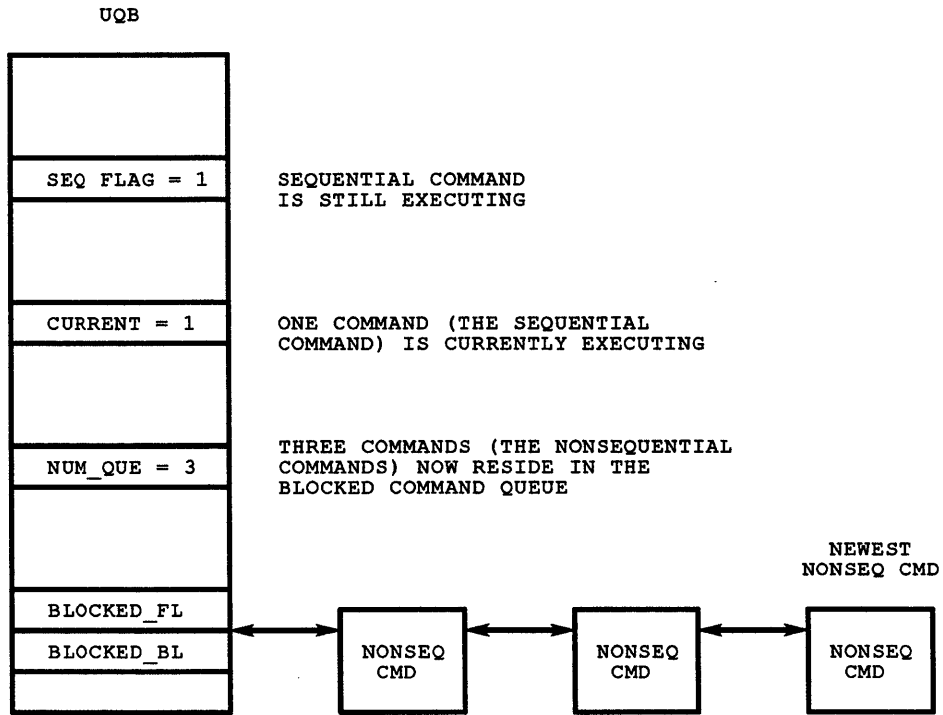 UQB
SEQ FLAG = 1
SEQUENTIAL COMMAND
IS STILL EXECUTING
CURRENT = 1
ONE COMMAND (THE SEQUENTIAL
COMMAND) IS CURRENTLY EXECUTING
NUM_QUE = 3
THREE COMMANDS (THE NONSEQUENTIAL
COMMANDS) NOW RESIDE IN THE
BLOCKED COMMAND QUEUE
NEWEST
NONSEQ CMD
BLOCKED_FL
BLOCKED_BL
NONSEQ
CMD
NONSEQ
CMD
NONSEQ
CMD